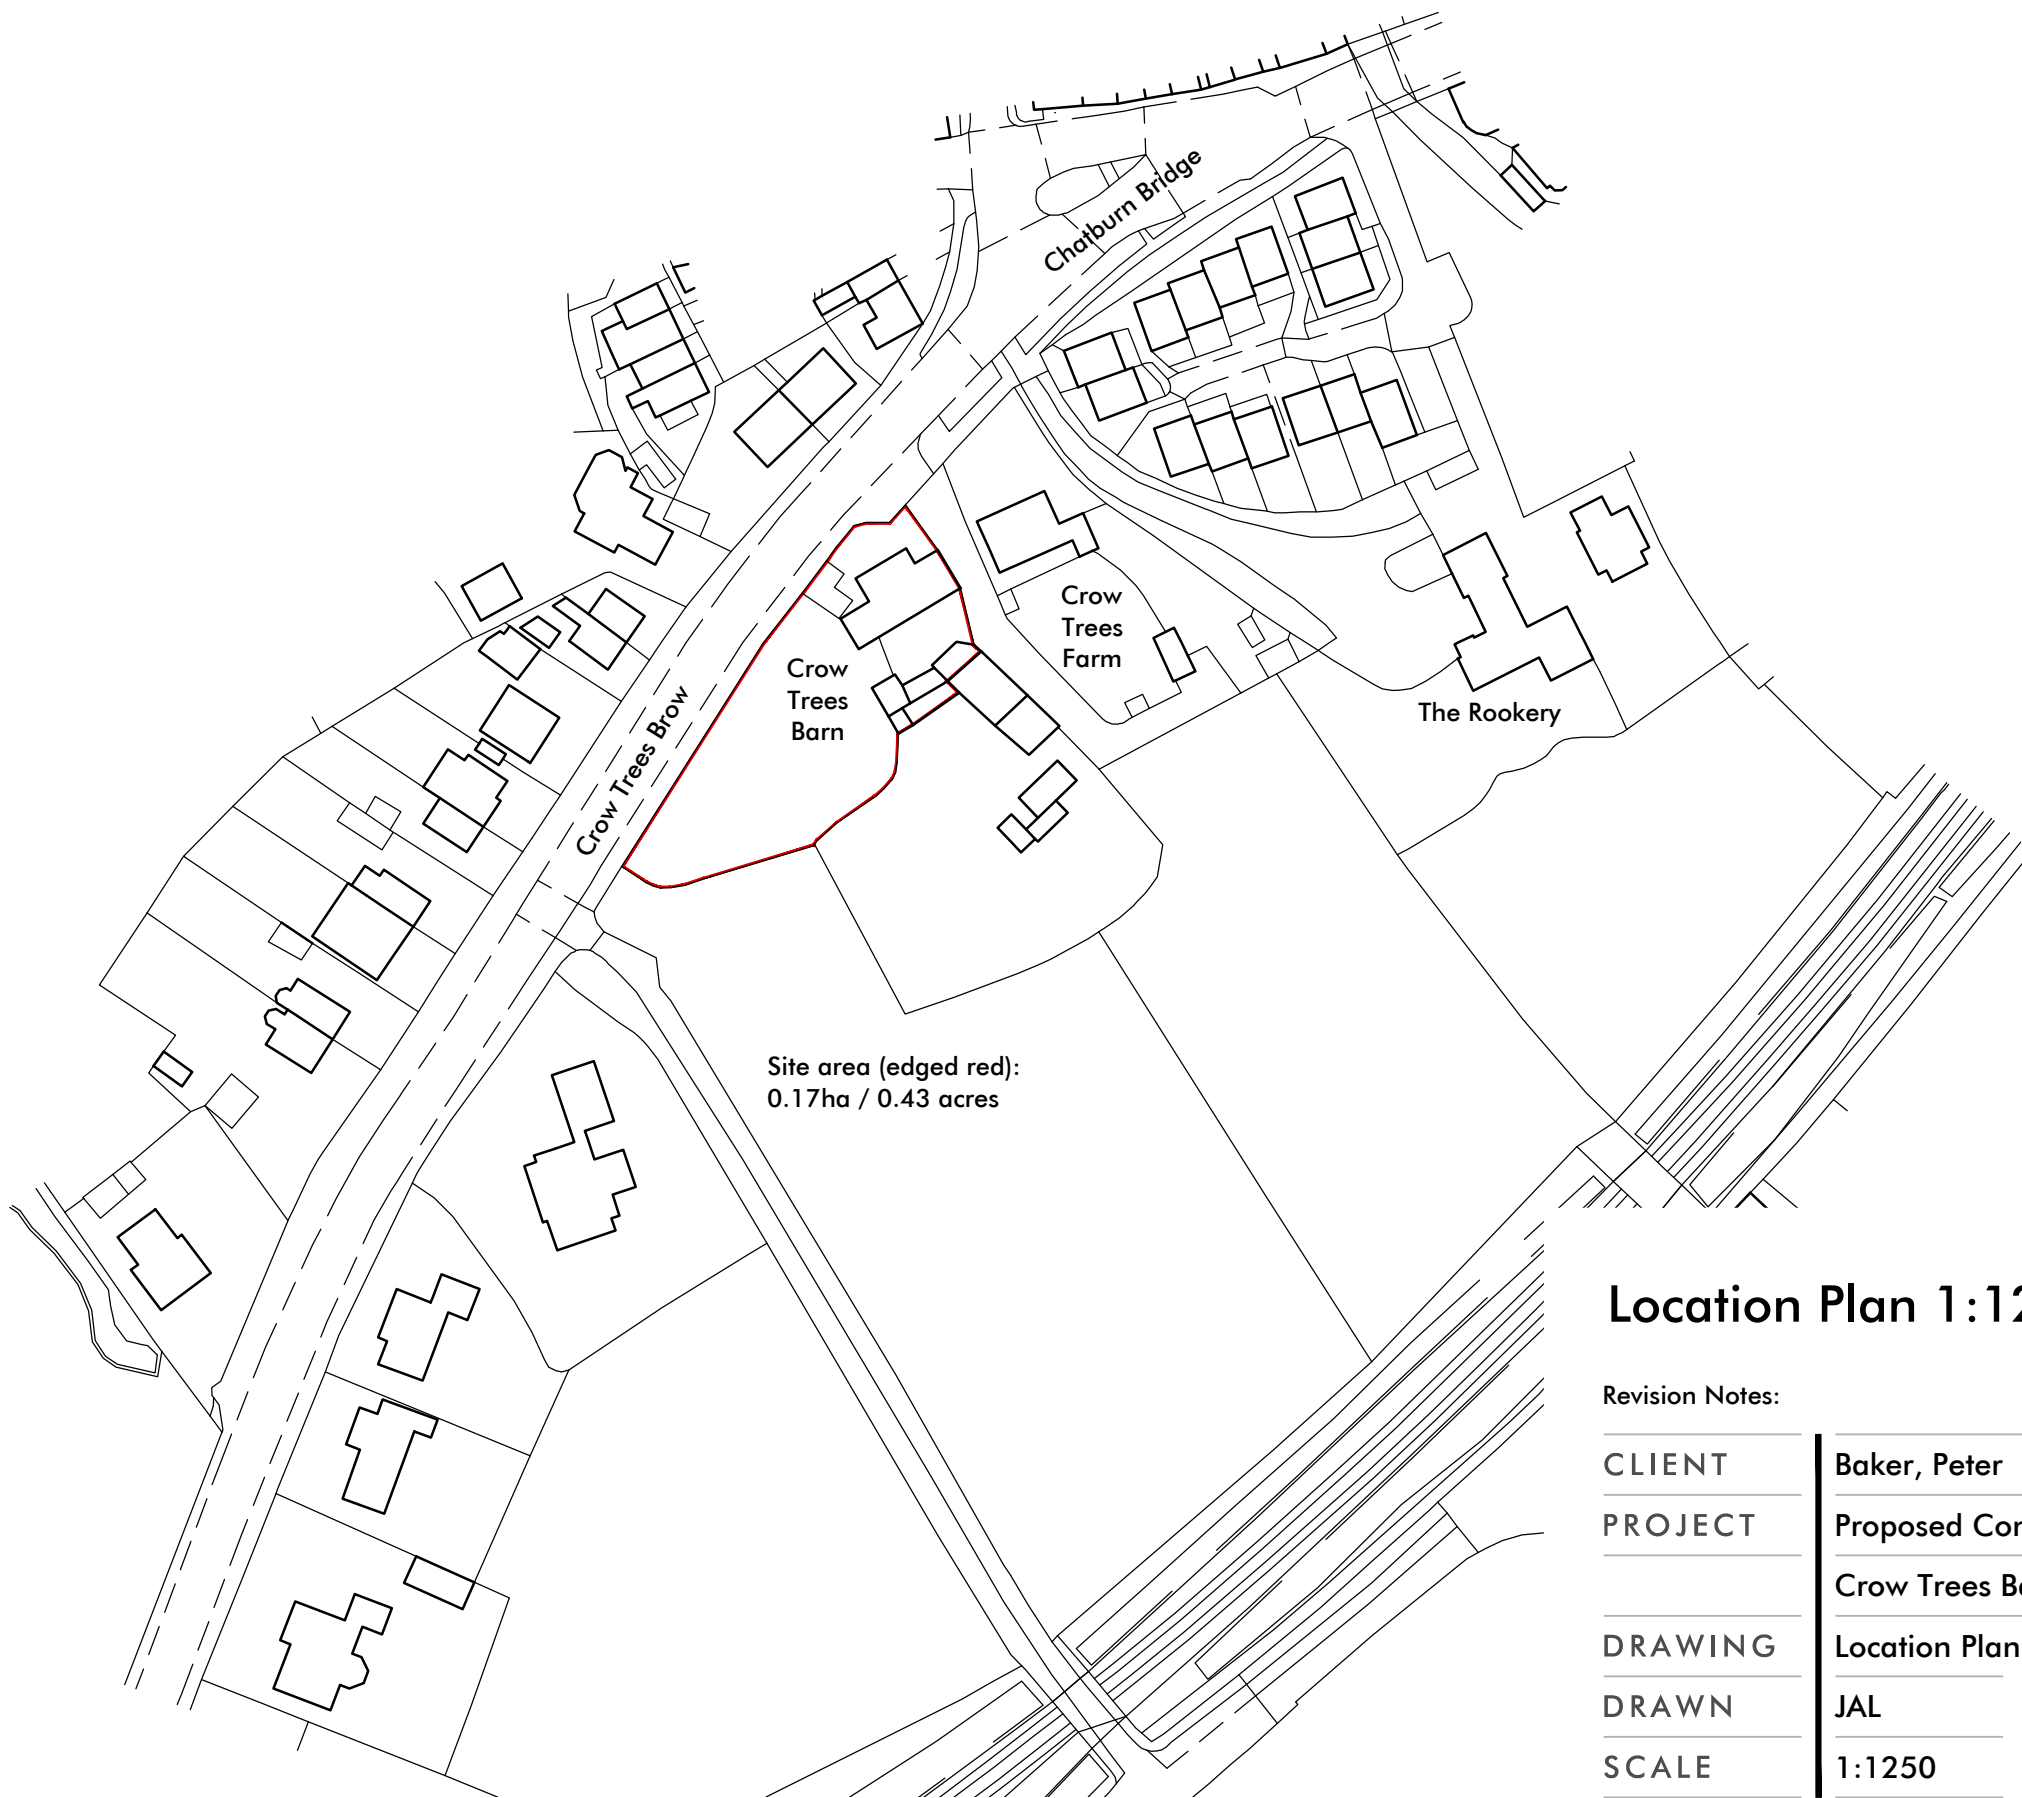 Chatburn Bridge
Crow
Trees
Farm
Crow
Trees
Barn
The Rookery
Crow Trees Brow
Site area (edged red):
0.17ha / 0.43 acres
Location Plan 1:12
Revision Notes:
CLIENT Baker, Peter
PROJECT Proposed Con
Crow Trees Ba
DRAWING Location Plan
DRAWN JAL
SCALE 1:1250